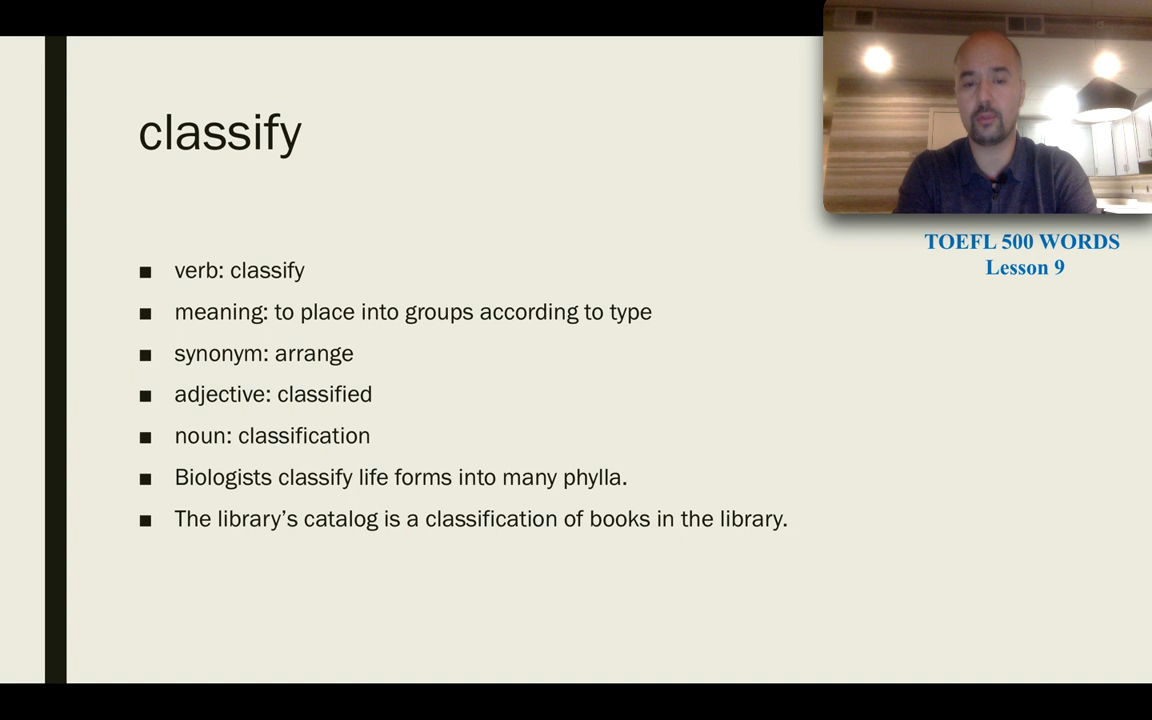 classify
TOEFL 500 WORDS
Lesson 9
verb: classify
meaning: to place into groups according to type
synonym: arrange
adjective: classified
noun: classification
Biologists classify life forms into many phylla.
The library’s catalog is a classification of books in the library.